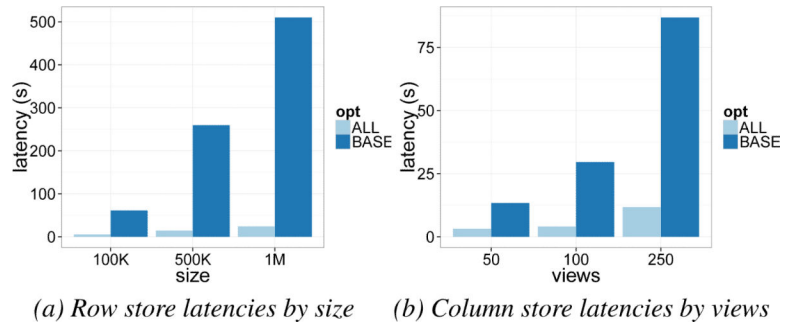 500
400
300
200
100
0
latency (s)
100K 500K 1M
size
opt
ALL
BASE
(a) Row store latencies by size
75
50
25
0
latency (s)
50 100 250
views
opt
ALL
BASE
(b) Column store latencies by views